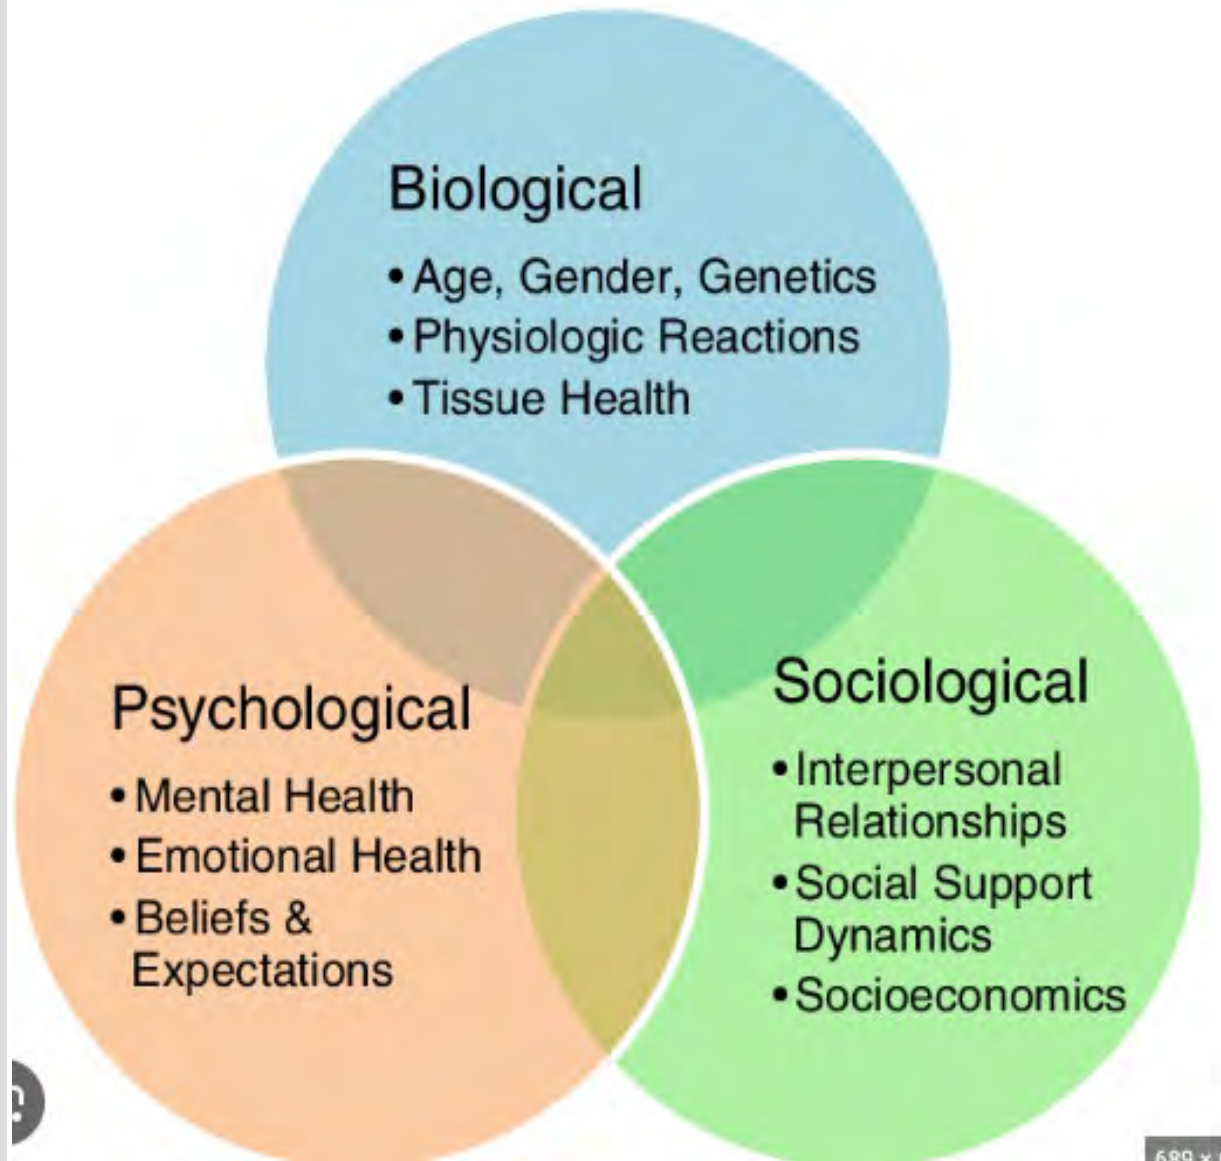 Biological
• Age, Gender, Genetics
• Physiologic Reactions
• Tissue Health
Psychological
• Mental Health
• Emotional Health
• Beliefs &
Expectations
Sociological
• Interpersonal
Relationships
• Social Support
Dynamics
• Socioeconomics